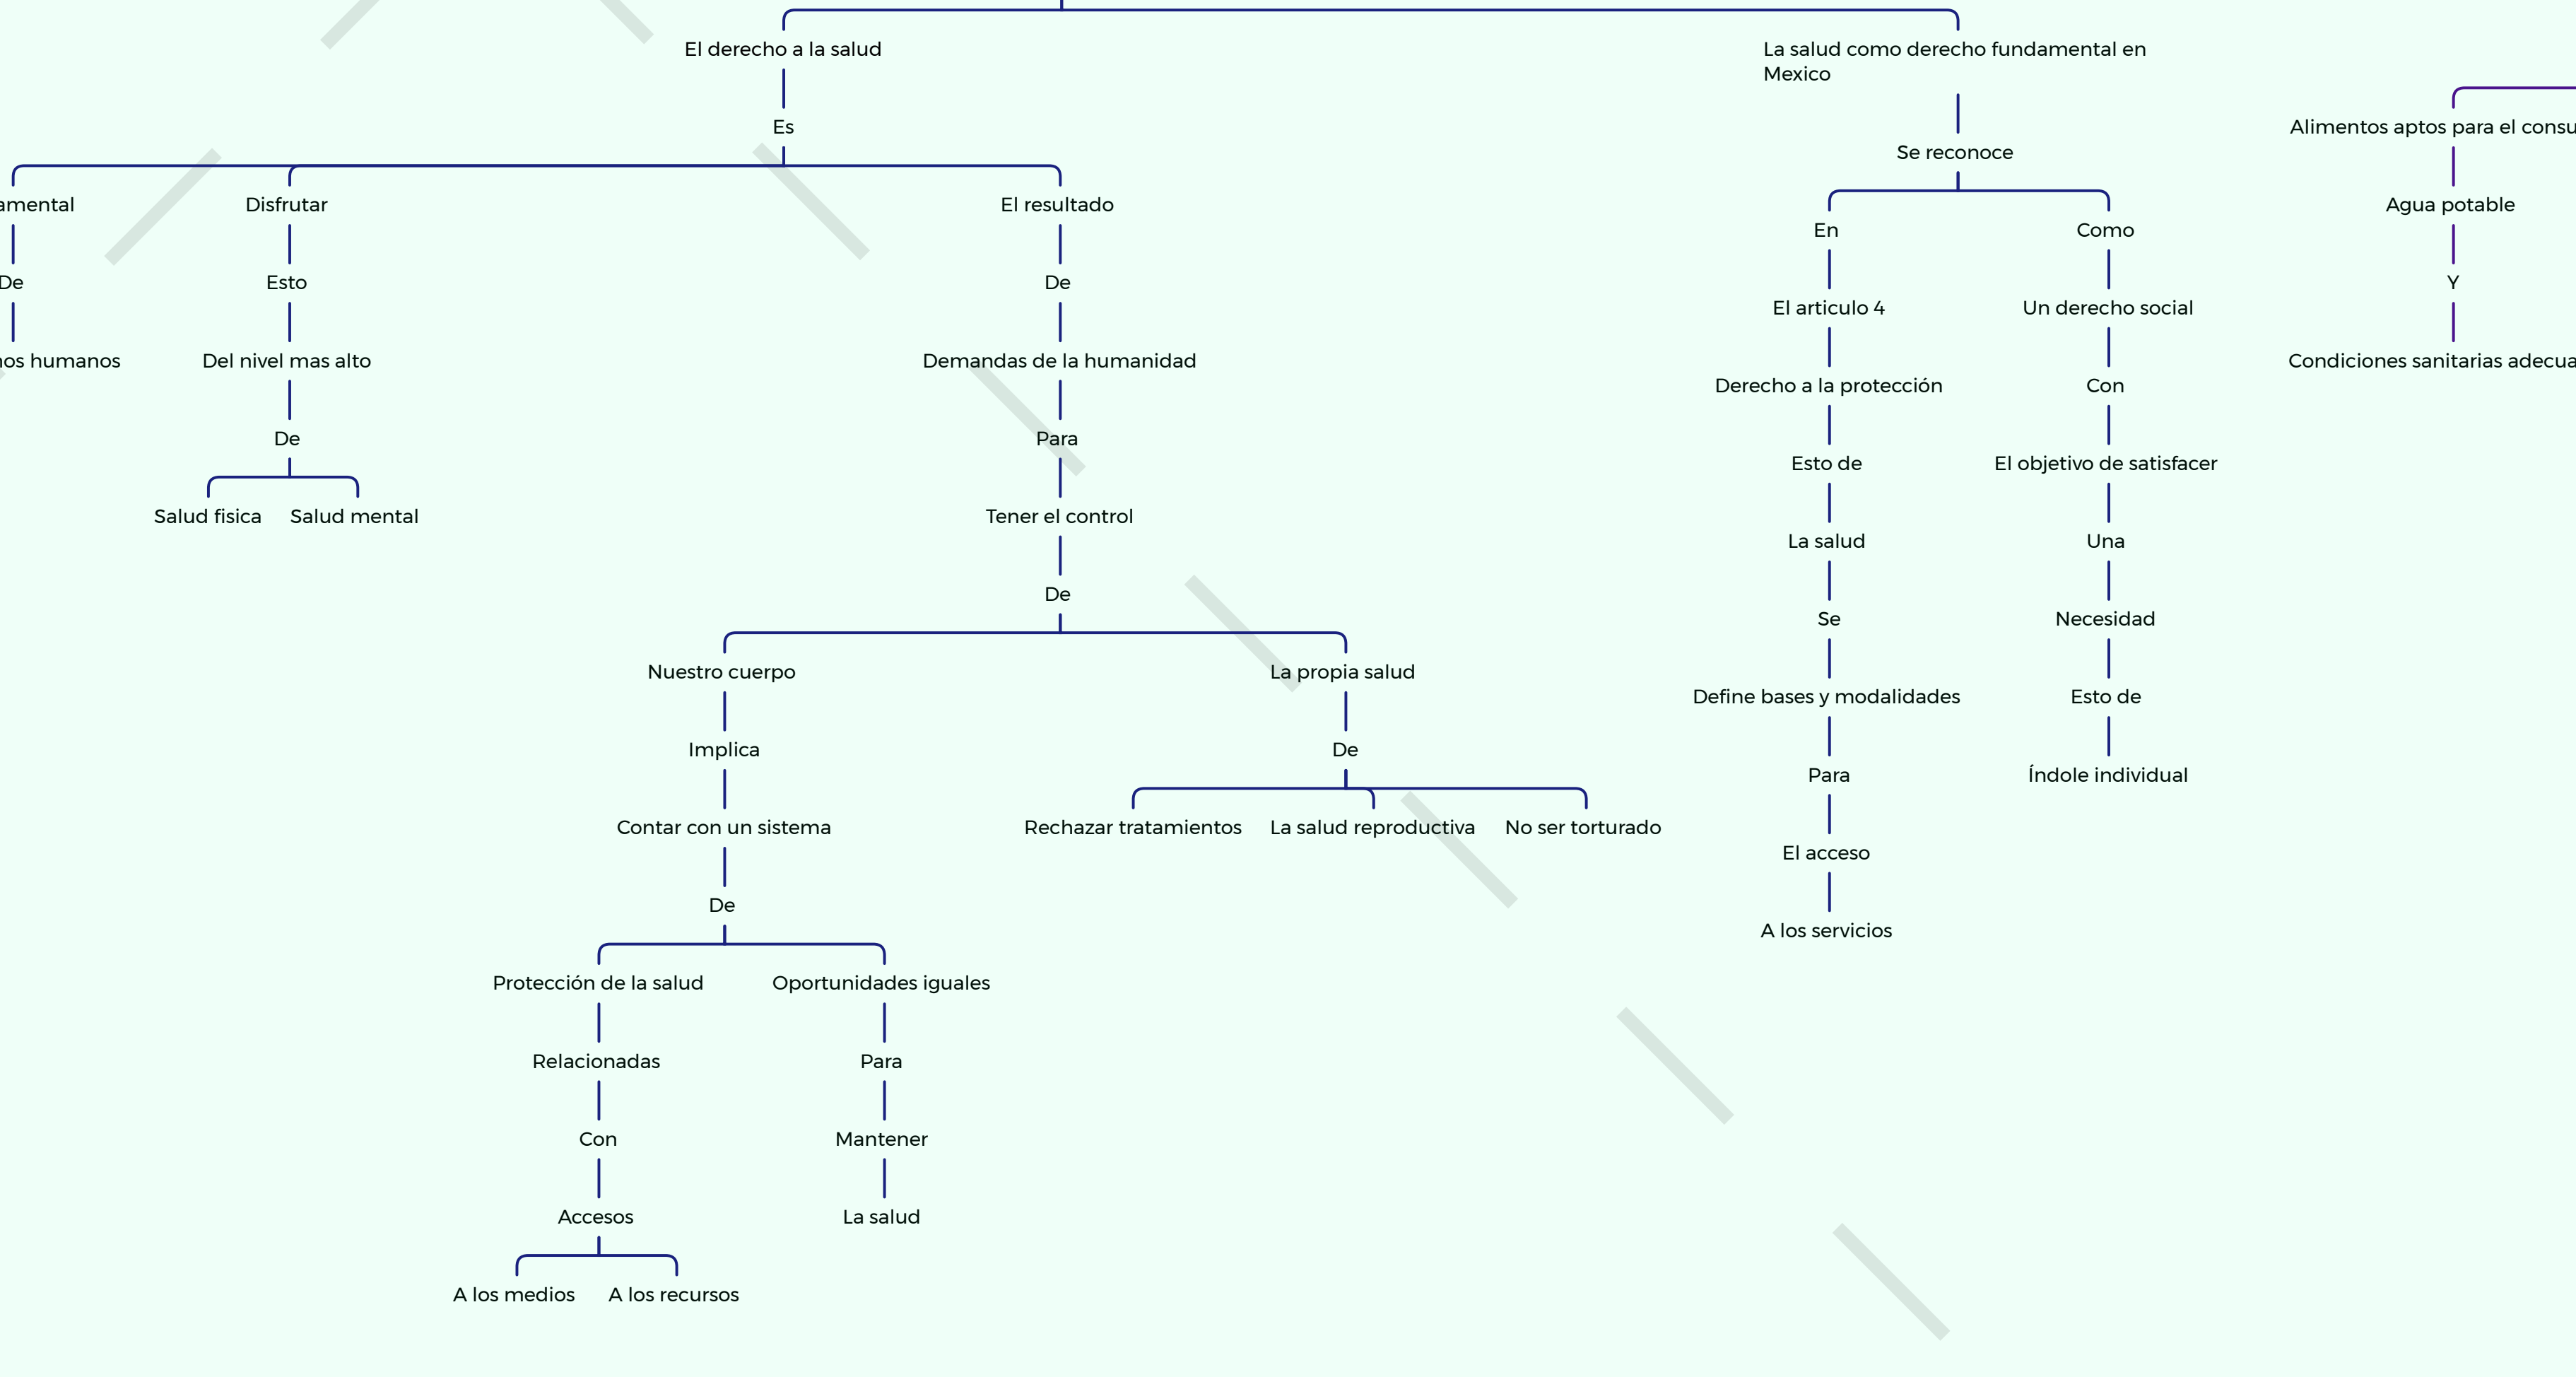 El derecho a la salud
La salud como derecho fundamental en
Mexico
Es
Alimentos aptos para el
Se reconoce
Disfrutar
El resultado
Agua potable
En
Como
De
Esto
De
Y
El articulo 4
Un derecho social
humanos
Del nivel mas alto
Demandas de la humanidad
Condiciones sanitarias
Derecho a la protección
Con
De
Para
Esto de
El objetivo de satisfacer
Salud fisica
Salud mental
Tener el control
La salud
Una
De
Se
Necesidad
Nuestro cuerpo
La propia salud
Define bases y modalidades
Esto de
Implica
De
Para
Índole individual
Contar con un sistema
Rechazar tratamientos
La salud reproductiva
No ser torturado
El acceso
De
A los servicios
Protección de la salud
Oportunidades iguales
Relacionadas
Para
Con
Mantener
Accesos
La salud
A los medios
A los recursos